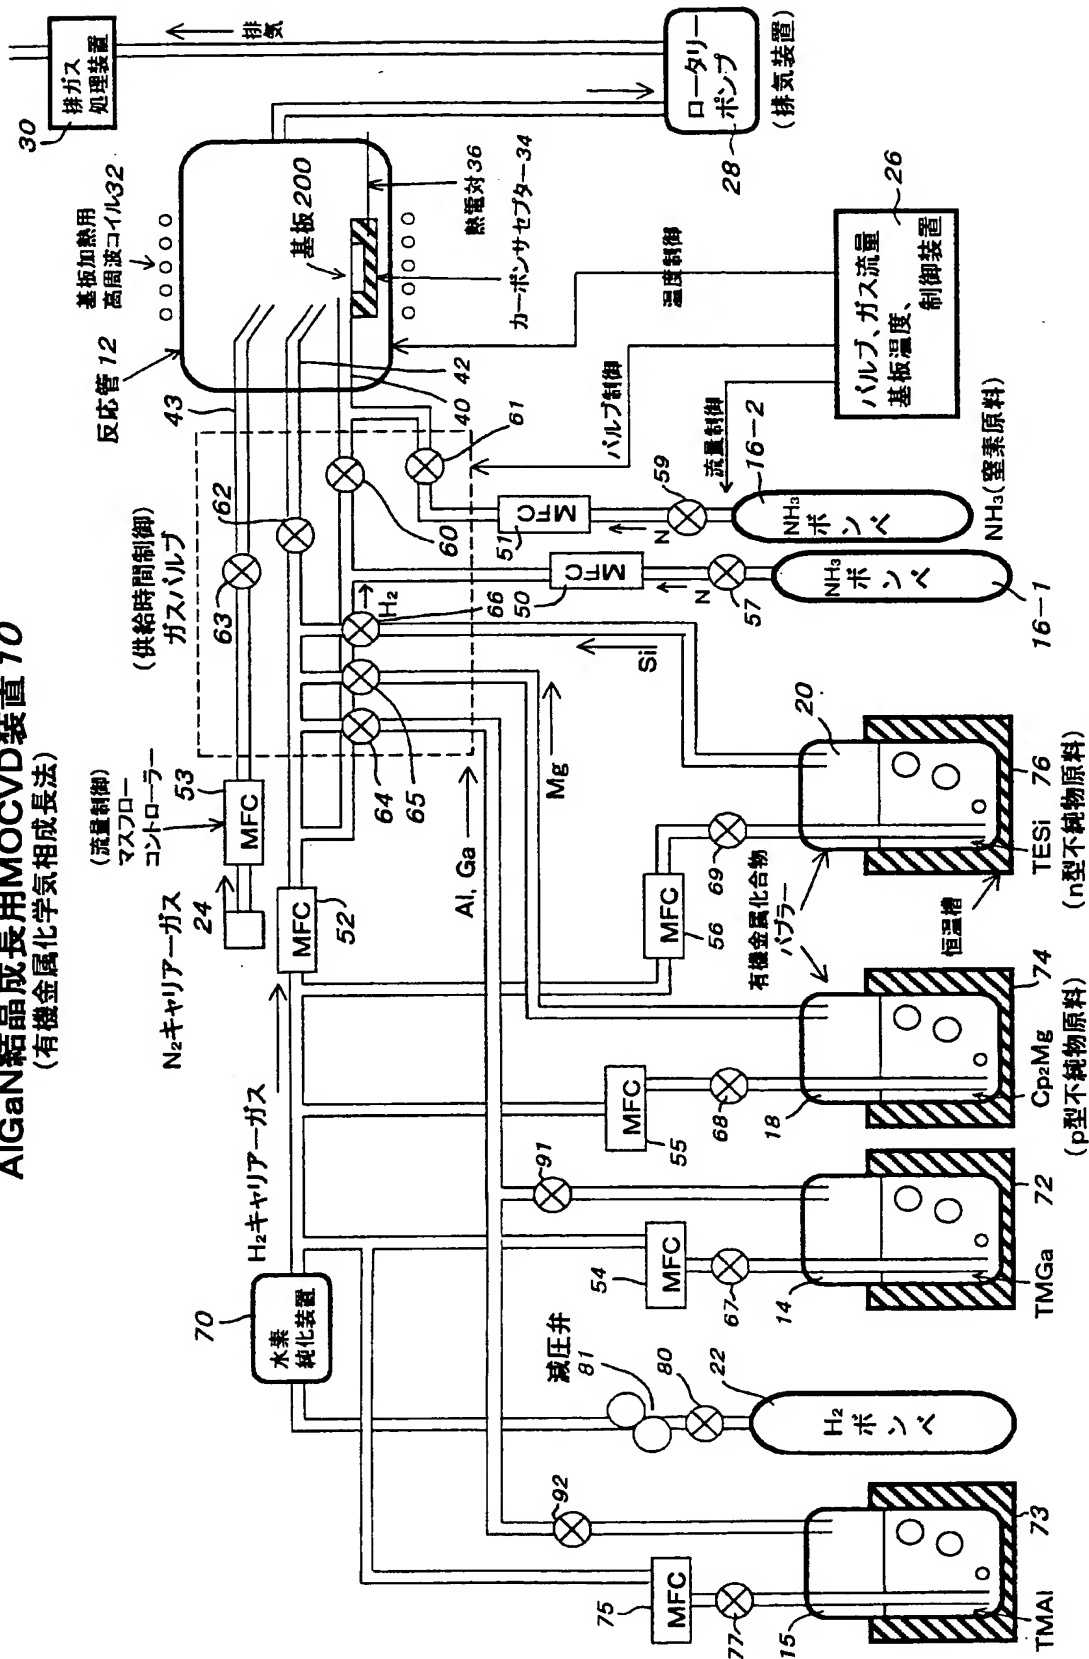 AlGaN結晶成長用MOCVD装置10
(有機金属化学気相成長法)
30
排ガス
処理装置
排気
基板加熱用
高周波コイル32
反応管12
基板200
熱電対36
カーボンサセプター34
ロータリー
ポンプ
28
(排気装置)
43
42
40
(供給時間制御)
ガスバルブ
62
63
60
61
66
H₂
64
65
バルブ制御
温度制御
流量制御
26
バルブ、ガス流量
基板温度、
制御装置
(流量制御)
マスフロー
コントローラー
53
MFC
24
N₂キャリアーガス
MFC
52
H₂キャリアーガス
70
水素
純化装置
Al, Ga
Mg
Sil
MFC
51
MFC
50
N
59
N
57
16-2
NH₃
ボンベ
NH₃
ボンベ
NH₃(窒素原料)
16-1
減圧弁
81
80
22
H₂
ボンベ
92
75
MFC
77
15
73
TMAl
91
54
MFC
67
14
72
TMGa
MFC
55
68
18
74
Cp₂Mg
(p型不純物原料)
MFC
56
69
有機金属化合物
バブラー
恒温槽
20
76
TESi
(n型不純物原料)